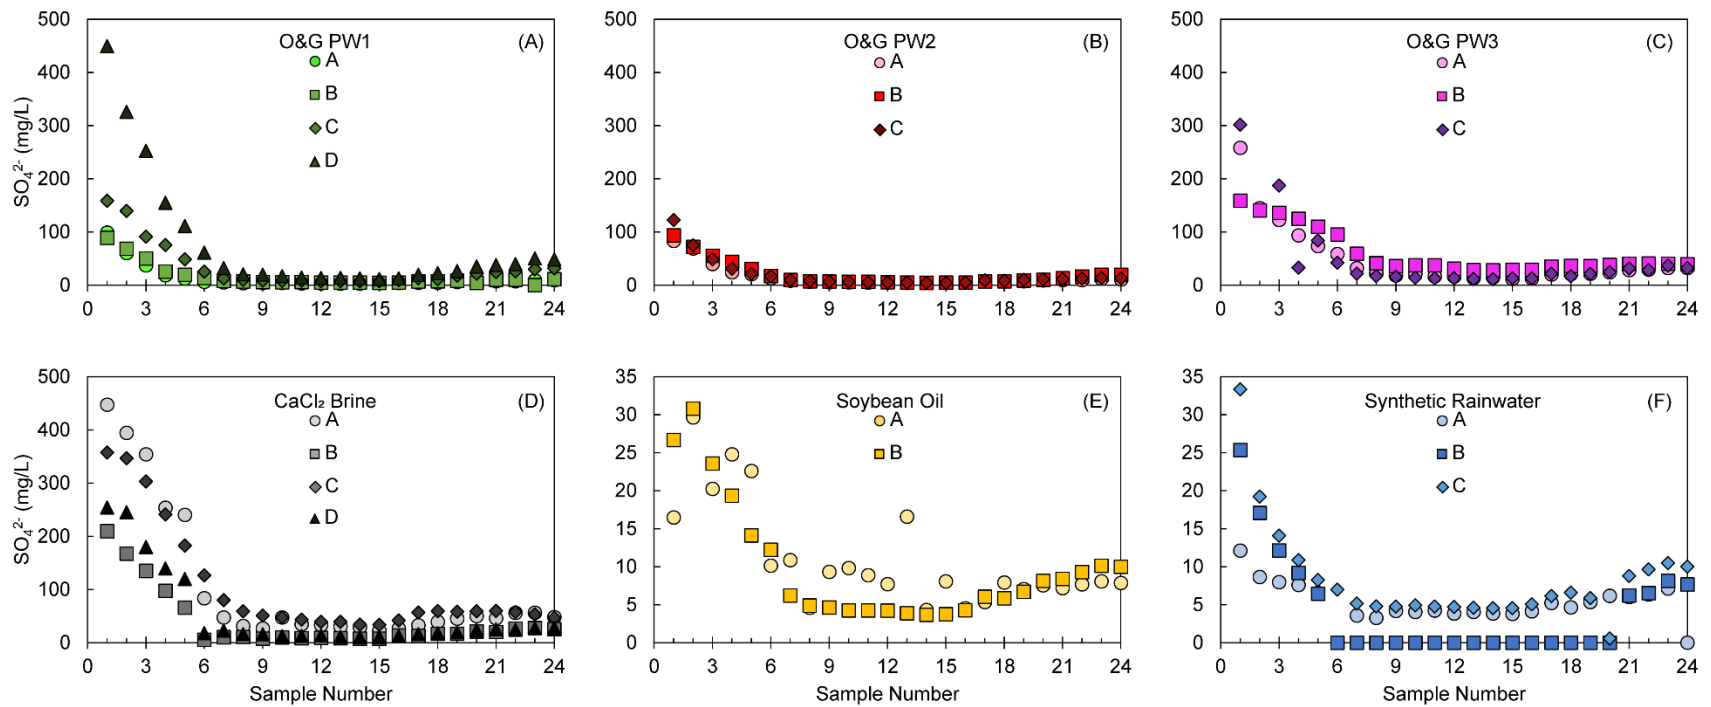 500
400
300
200
100
0
0
3
6
9
12
15
18
21
24
SO₄²⁻ (mg/L)
O&G PW1
(A)
A
B
C
D
500
400
300
200
100
0
0
3
6
9
12
15
18
21
24
O&G PW2
(B)
A
B
C
500
400
300
200
100
0
0
3
6
9
12
15
18
21
24
O&G PW3
(C)
A
B
C
500
400
300
200
100
0
0
3
6
9
12
15
18
21
24
SO₄²⁻ (mg/L)
Sample Number
CaCl₂ Brine
(D)
A
B
C
D
35
30
25
20
15
10
5
0
0
3
6
9
12
15
18
21
24
Sample Number
Soybean Oil
(E)
A
B
35
30
25
20
15
10
5
0
0
3
6
9
12
15
18
21
24
Sample Number
Synthetic Rainwater
(F)
A
B
C